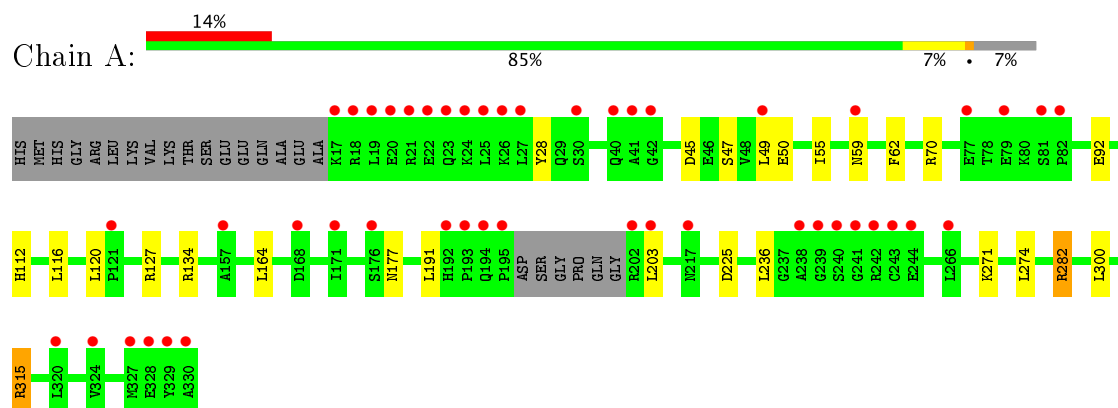 14%
Chain A:
85% 7% • 7%
HIS MET HIS GLY ARG LEU LYS VAL LYS THR SER GLU GLU GLN ALA GLU ALA K17 R18 L19 E20 R21 E22 Q23 K24 L25 K26 L27 Y28 Q29 S30 Q40 A41 G42 D45 E46 S47 V48 L49 E50 I55 N59 F62 R70 E77 T78 E79 K80 S81 P82 E92
H112 L116 L120 P121 R127 R134 A157 L164 D168 I171 S176 N177 L191 H192 P193 Q194 P195 ASP SER GLY PRO GLN GLY R202 L203 N217 D225 L236 G237 A238 G239 S240 G241 R242 C243 E244 L266 K271 L274 R282 L300
R315 L320 V324 M327 E328 Y329 A330